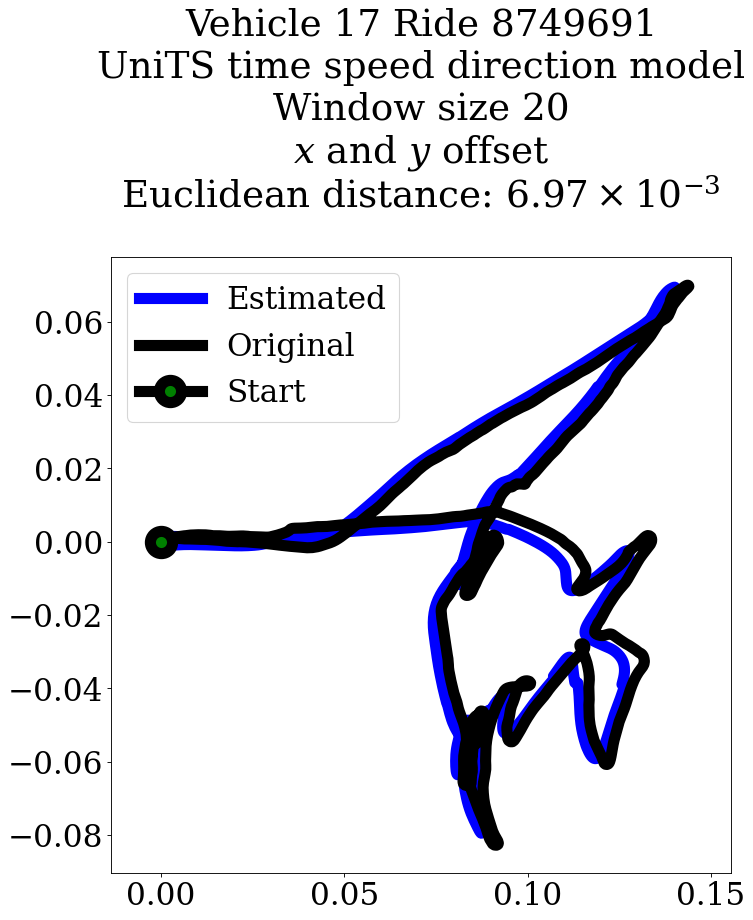 Vehicle 17 Ride 8749691
UniTS time speed direction model
Window size 20
x and y offset
Euclidean distance: 6.97 × 10⁻³
Estimated
Original
Start
0.06
0.04
0.02
0.00
−0.02
−0.04
−0.06
−0.08
0.00 0.05 0.10 0.15